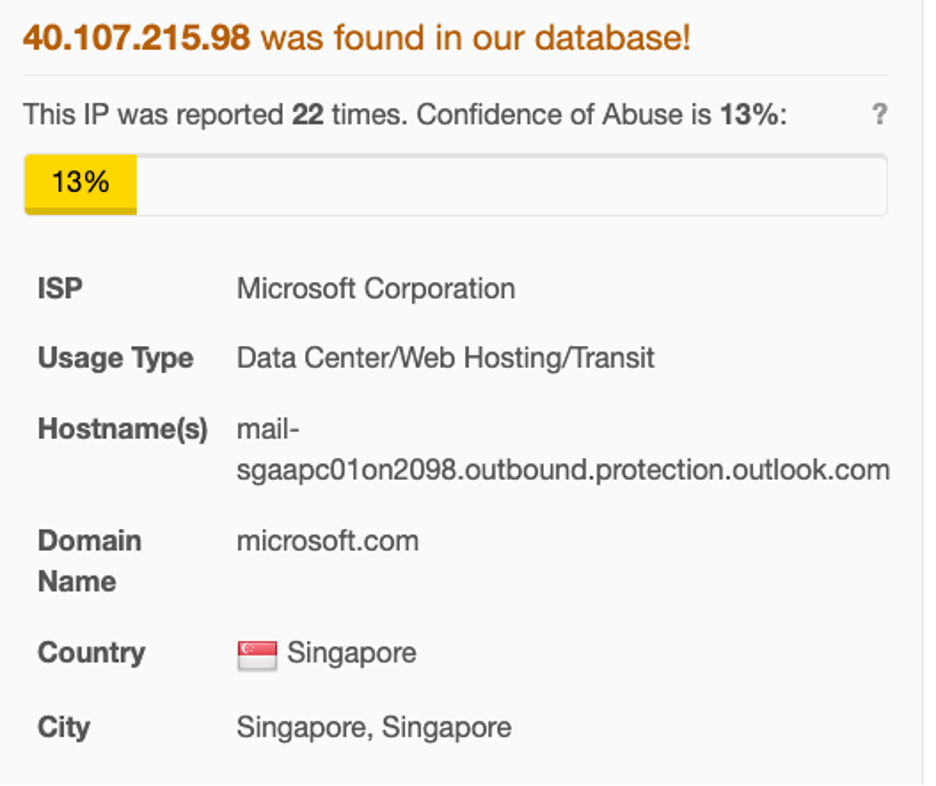 40.107.215.98 was found in our database!
This IP was reported 22 times. Confidence of Abuse is 13%: ?
13%
ISP Microsoft Corporation
Usage Type Data Center/Web Hosting/Transit
Hostname(s) mail-
sgaapc01on2098.outbound.protection.outlook.com
Domain microsoft.com
Name
Country Singapore
City Singapore, Singapore